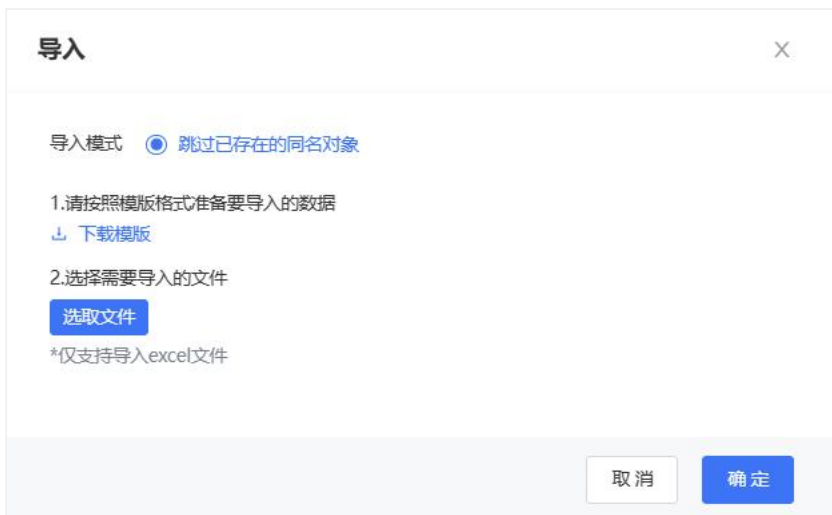 导入
导入模式 跳过已存在的同名对象
1.请按照模版格式准备要导入的数据
下载模版
2.选择需要导入的文件
选取文件
*仅支持导入excel文件
取消 确定